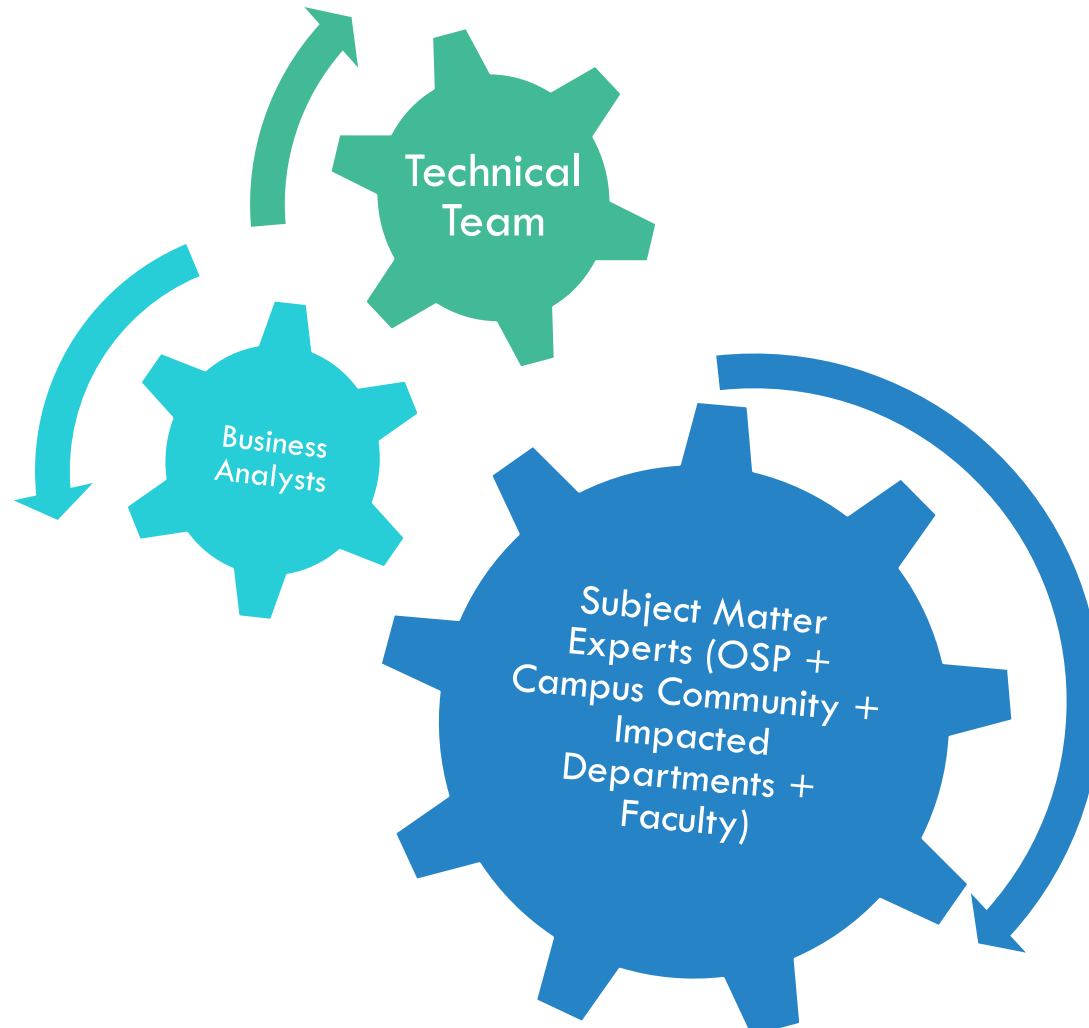 Technical
Team
Business
Analysts
Subject Matter
Experts (OSP +
Campus Community +
Impacted
Departments +
Faculty)